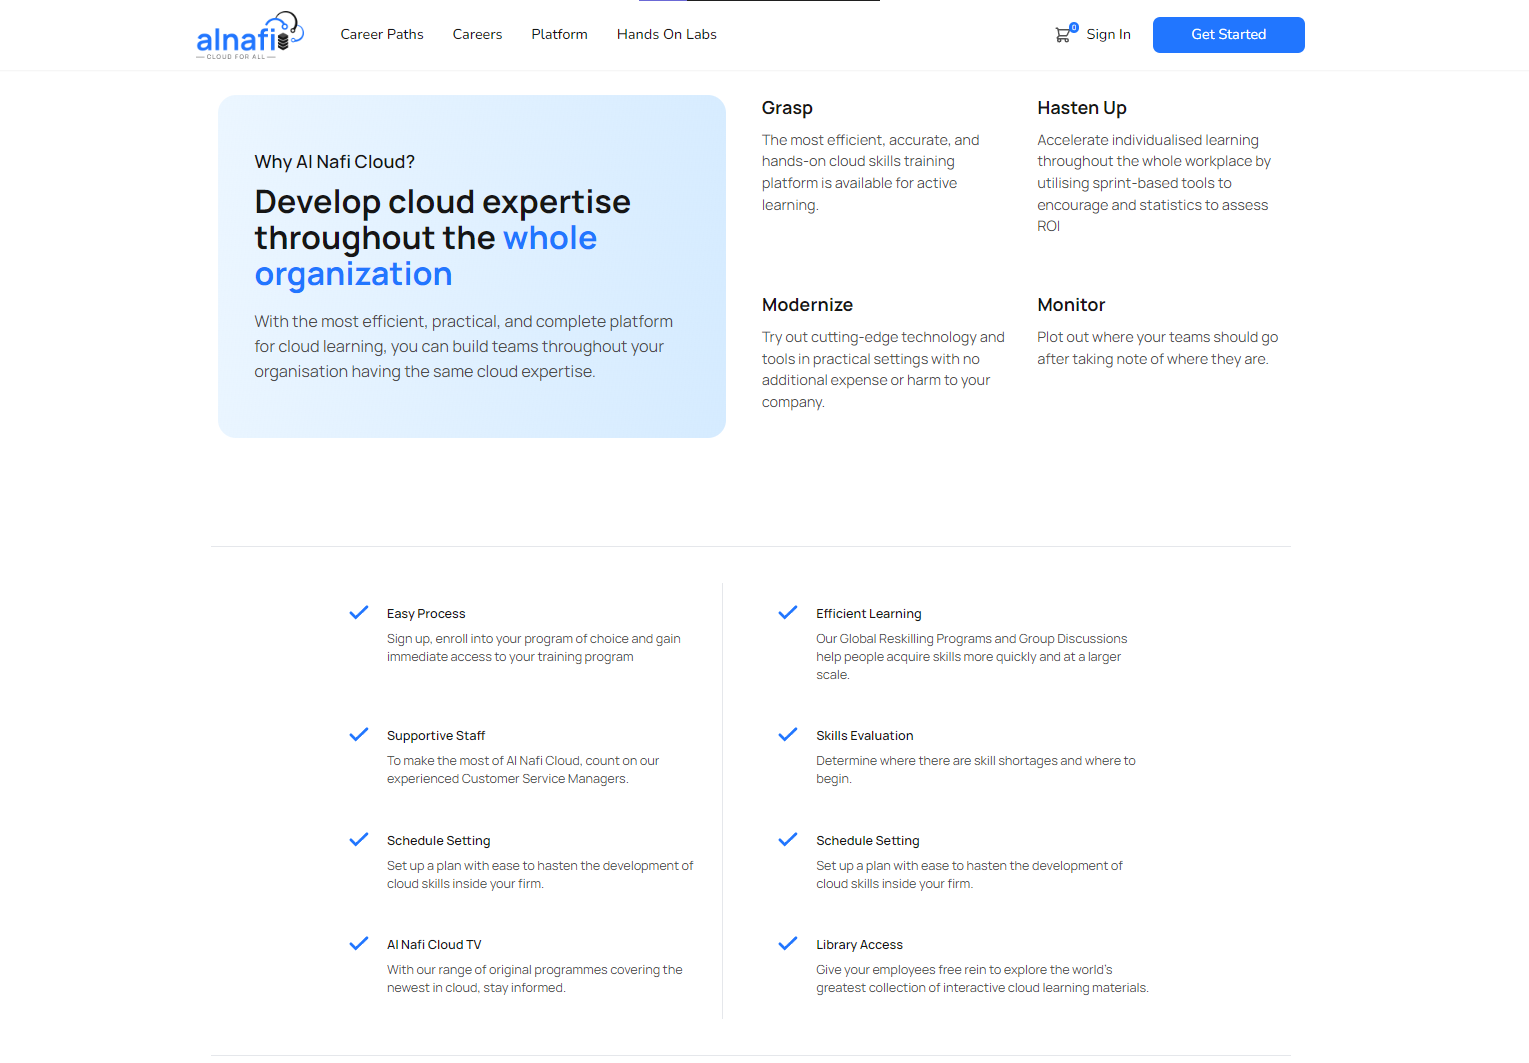 alnafi
CLOUD FOR ALL
Career Paths
Careers
Platform
Hands On Labs
0
Sign In
Get Started
Why Al Nafi Cloud?
Develop cloud expertise
throughout the whole
organization
With the most efficient, practical, and complete platform
for cloud learning, you can build teams throughout your
organisation having the same cloud expertise.
Grasp
The most efficient, accurate, and
hands-on cloud skills training
platform is available for active
learning.
Hasten Up
Accelerate individualised learning
throughout the whole workplace by
utilising sprint-based tools to
encourage and statistics to assess
ROI
Modernize
Try out cutting-edge technology and
tools in practical settings with no
additional expense or harm to your
company.
Monitor
Plot out where your teams should go
after taking note of where they are.
Easy Process
Sign up, enroll into your program of choice and gain
immediate access to your training program
Efficient Learning
Our Global Reskilling Programs and Group Discussions
help people acquire skills more quickly and at a larger
scale.
Supportive Staff
To make the most of Al Nafi Cloud, count on our
experienced Customer Service Managers.
Skills Evaluation
Determine where there are skill shortages and where to
begin.
Schedule Setting
Set up a plan with ease to hasten the development of
cloud skills inside your firm.
Schedule Setting
Set up a plan with ease to hasten the development of
cloud skills inside your firm.
Al Nafi Cloud TV
With our range of original programmes covering the
newest in cloud, stay informed.
Library Access
Give your employees free rein to explore the world's
greatest collection of interactive cloud learning materials.